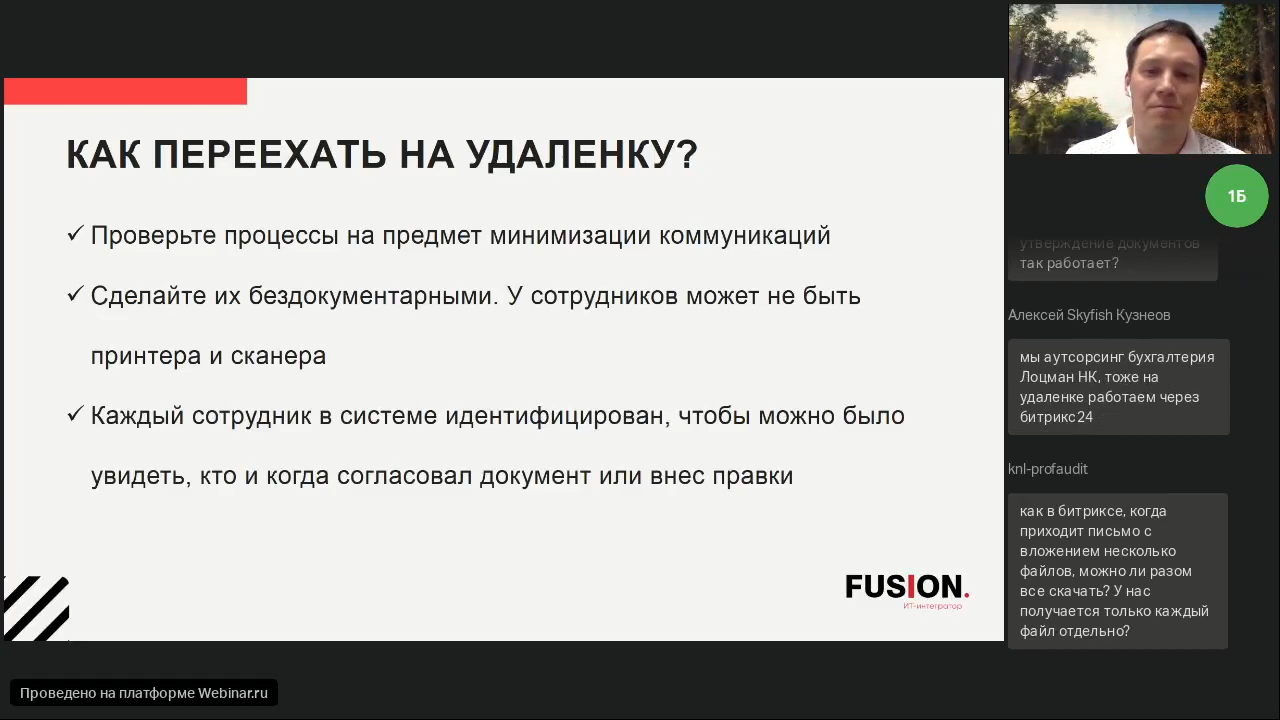 КАК ПЕРЕЕХАТЬ НА УДАЛЕНКУ?
✓ Проверьте процессы на предмет минимизации коммуникаций
✓ Сделайте их бездокументарными. У сотрудников может не быть
принтера и сканера
✓ Каждый сотрудник в системе идентифицирован, чтобы можно было
увидеть, кто и когда согласовал документ или внес правки
FUSION.
ИТ-интегратор
1Б
утверждение документов
так работает?
Алексей Skyfish Кузнеов
мы аутсорсинг бухгалтерия
Лоцман НК, тоже на
удаленке работаем через
битрикс24
knl-profaudit
как в битриксе, когда
приходит письмо с
вложением несколько
файлов, можно ли разом
все скачать? У нас
получается только каждый
файл отдельно?
Проведено на платформе Webinar.ru